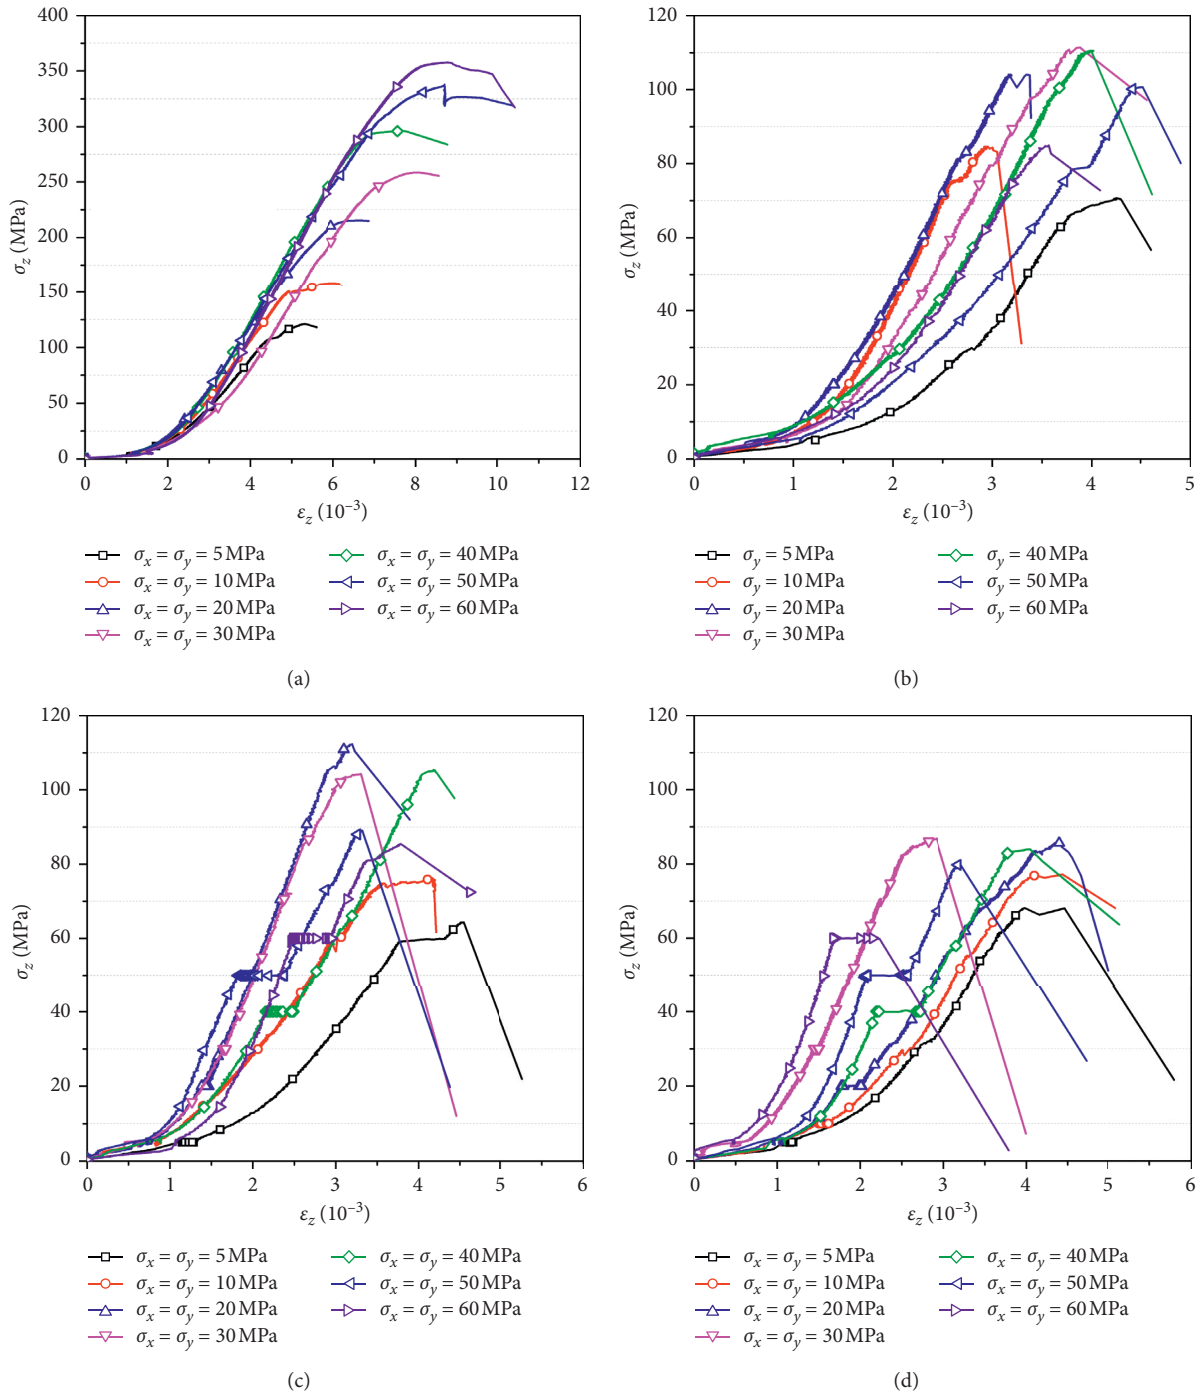 400
350
300
250
200
150
100
50
0
σz (MPa)
0 2 4 6 8 10 12
εz (10−3)
σx = σy = 5 MPa
σx = σy = 10 MPa
σx = σy = 20 MPa
σx = σy = 30 MPa
σx = σy = 40 MPa
σx = σy = 50 MPa
σx = σy = 60 MPa
(a)
120
100
80
60
40
20
0
σz (MPa)
0 1 2 3 4 5
εz (10−3)
σy = 5 MPa
σy = 10 MPa
σy = 20 MPa
σy = 30 MPa
σy = 40 MPa
σy = 50 MPa
σy = 60 MPa
(b)
120
100
80
60
40
20
0
σz (MPa)
0 1 2 3 4 5 6
εz (10−3)
σx = σy = 5 MPa
σx = σy = 10 MPa
σx = σy = 20 MPa
σx = σy = 30 MPa
σx = σy = 40 MPa
σx = σy = 50 MPa
σx = σy = 60 MPa
(c)
120
100
80
60
40
20
0
σz (MPa)
0 1 2 3 4 5 6
εz (10−3)
σx = σy = 5 MPa
σx = σy = 10 MPa
σx = σy = 20 MPa
σx = σy = 30 MPa
σx = σy = 40 MPa
σx = σy = 50 MPa
σx = σy = 60 MPa
(d)